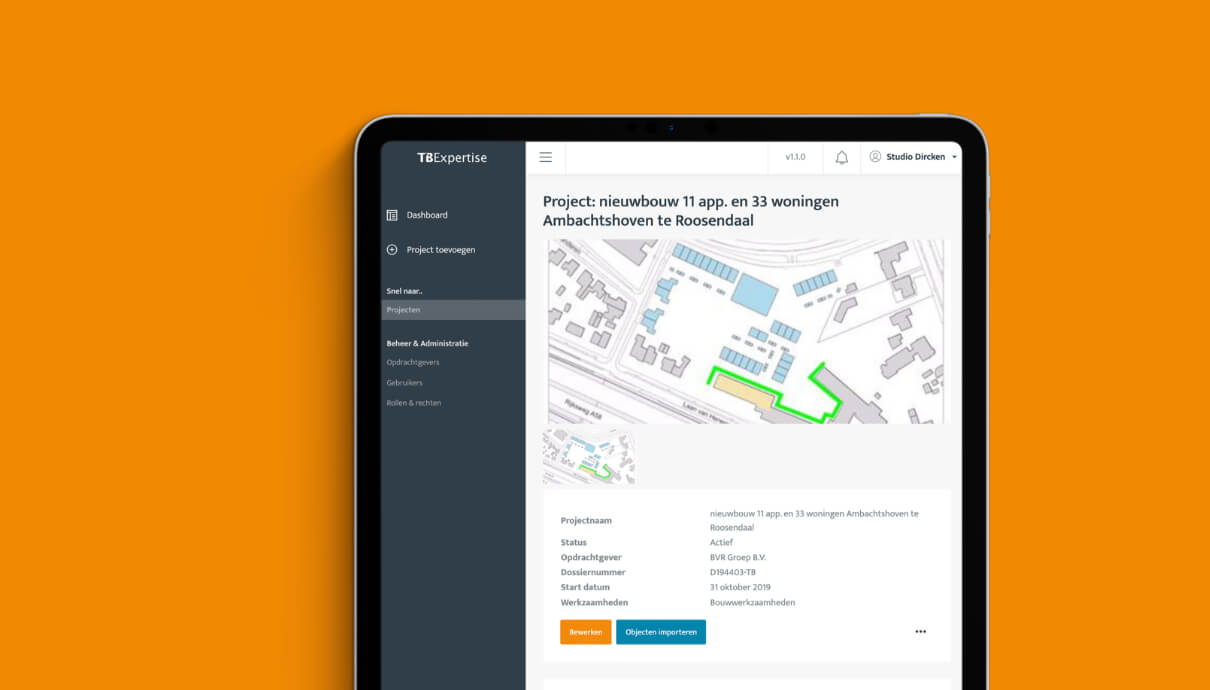 TBExpertise
v1.1.0
Studio Dircken
Dashboard
Project toevoegen
Snel naar..
Projecten
Beheer & Administratie
Opdrachtgevers
Gebruikers
Rollen & rechten
Project: nieuwbouw 11 app. en 33 woningen
Ambachtshoven te Roosendaal
Rijksweg A58
Laan van
Projectnaam
nieuwbouw 11 app. en 33 woningen Ambachtshoven te
Roosendaal
Status Actief
Opdrachtgever BVR Groep B.V.
Dossiernummer D194403-TB
Start datum 31 oktober 2019
Werkzaamheden Bouwwerkzaamheden
Bewerken
Objecten importeren